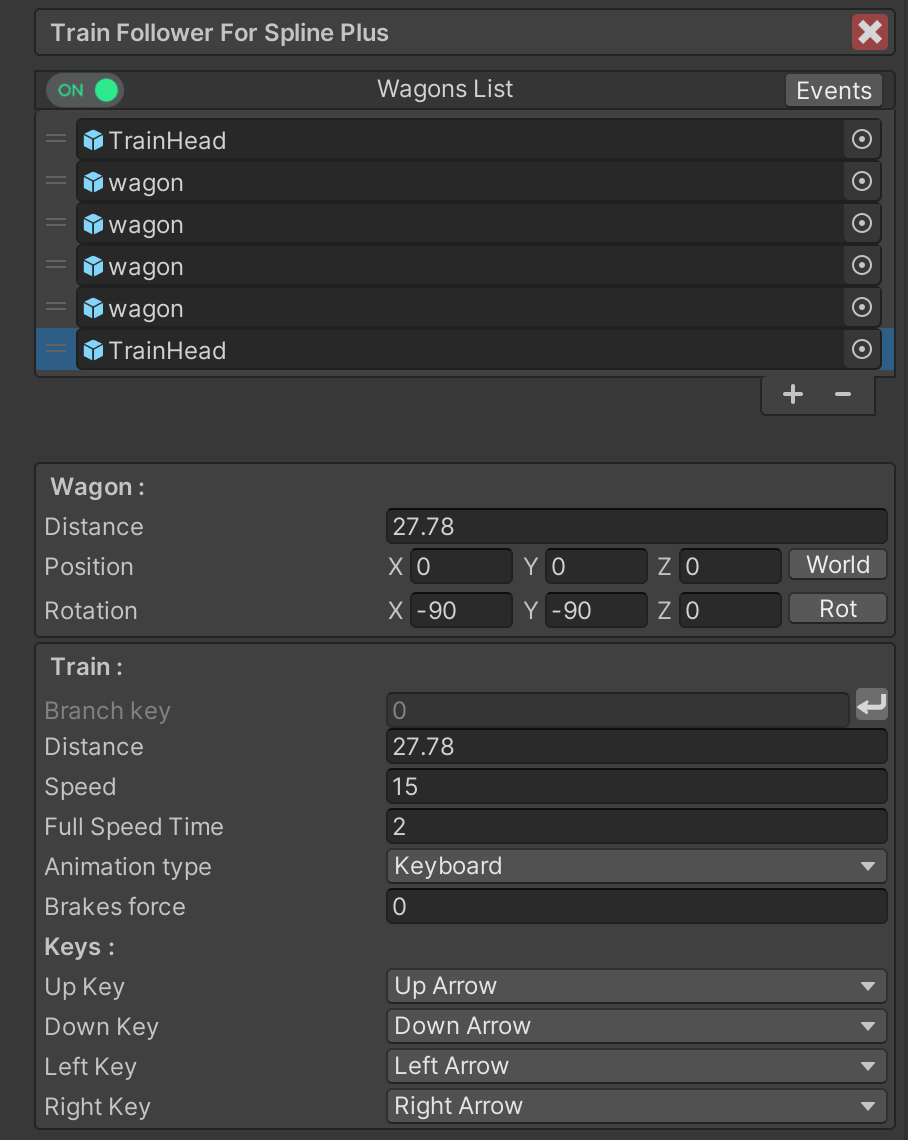 Train Follower For Spline Plus
ON Wagons List Events
TrainHead
wagon
wagon
wagon
wagon
TrainHead
Wagon :
Distance 27.78
Position X 0 Y 0 Z 0 World
Rotation X -90 Y -90 Z 0 Rot
Train :
Branch key 0
Distance 27.78
Speed 15
Full Speed Time 2
Animation type Keyboard
Brakes force 0
Keys :
Up Key Up Arrow
Down Key Down Arrow
Left Key Left Arrow
Right Key Right Arrow